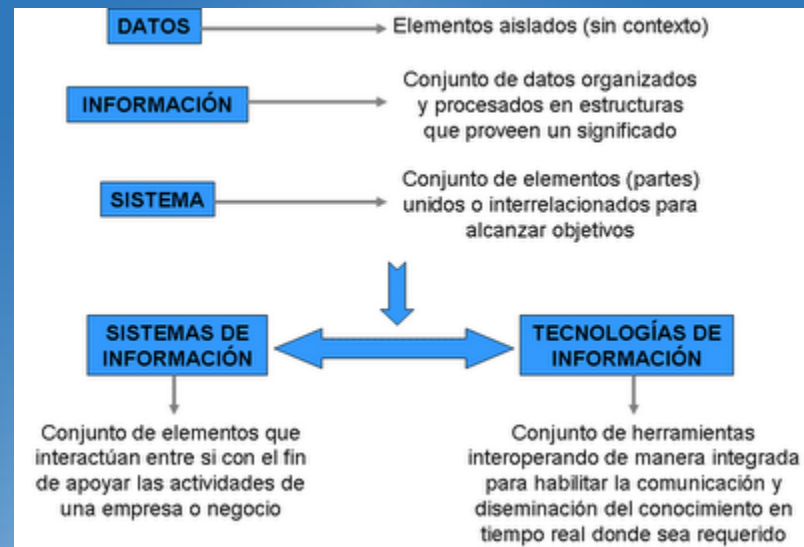 DATOS
Elementos aislados (sin contexto)
INFORMACIÓN
Conjunto de datos organizados
y procesados en estructuras
que proveen un significado
SISTEMA
Conjunto de elementos (partes)
unidos o interrelacionados para
alcanzar objetivos
SISTEMAS DE
INFORMACIÓN
TECNOLOGÍAS DE
INFORMACIÓN
Conjunto de elementos que
interactúan entre si con el fin
de apoyar las actividades de
una empresa o negocio
Conjunto de herramientas
interoperando de manera integrada
para habilitar la comunicación y
diseminación del conocimiento en
tiempo real donde sea requerido